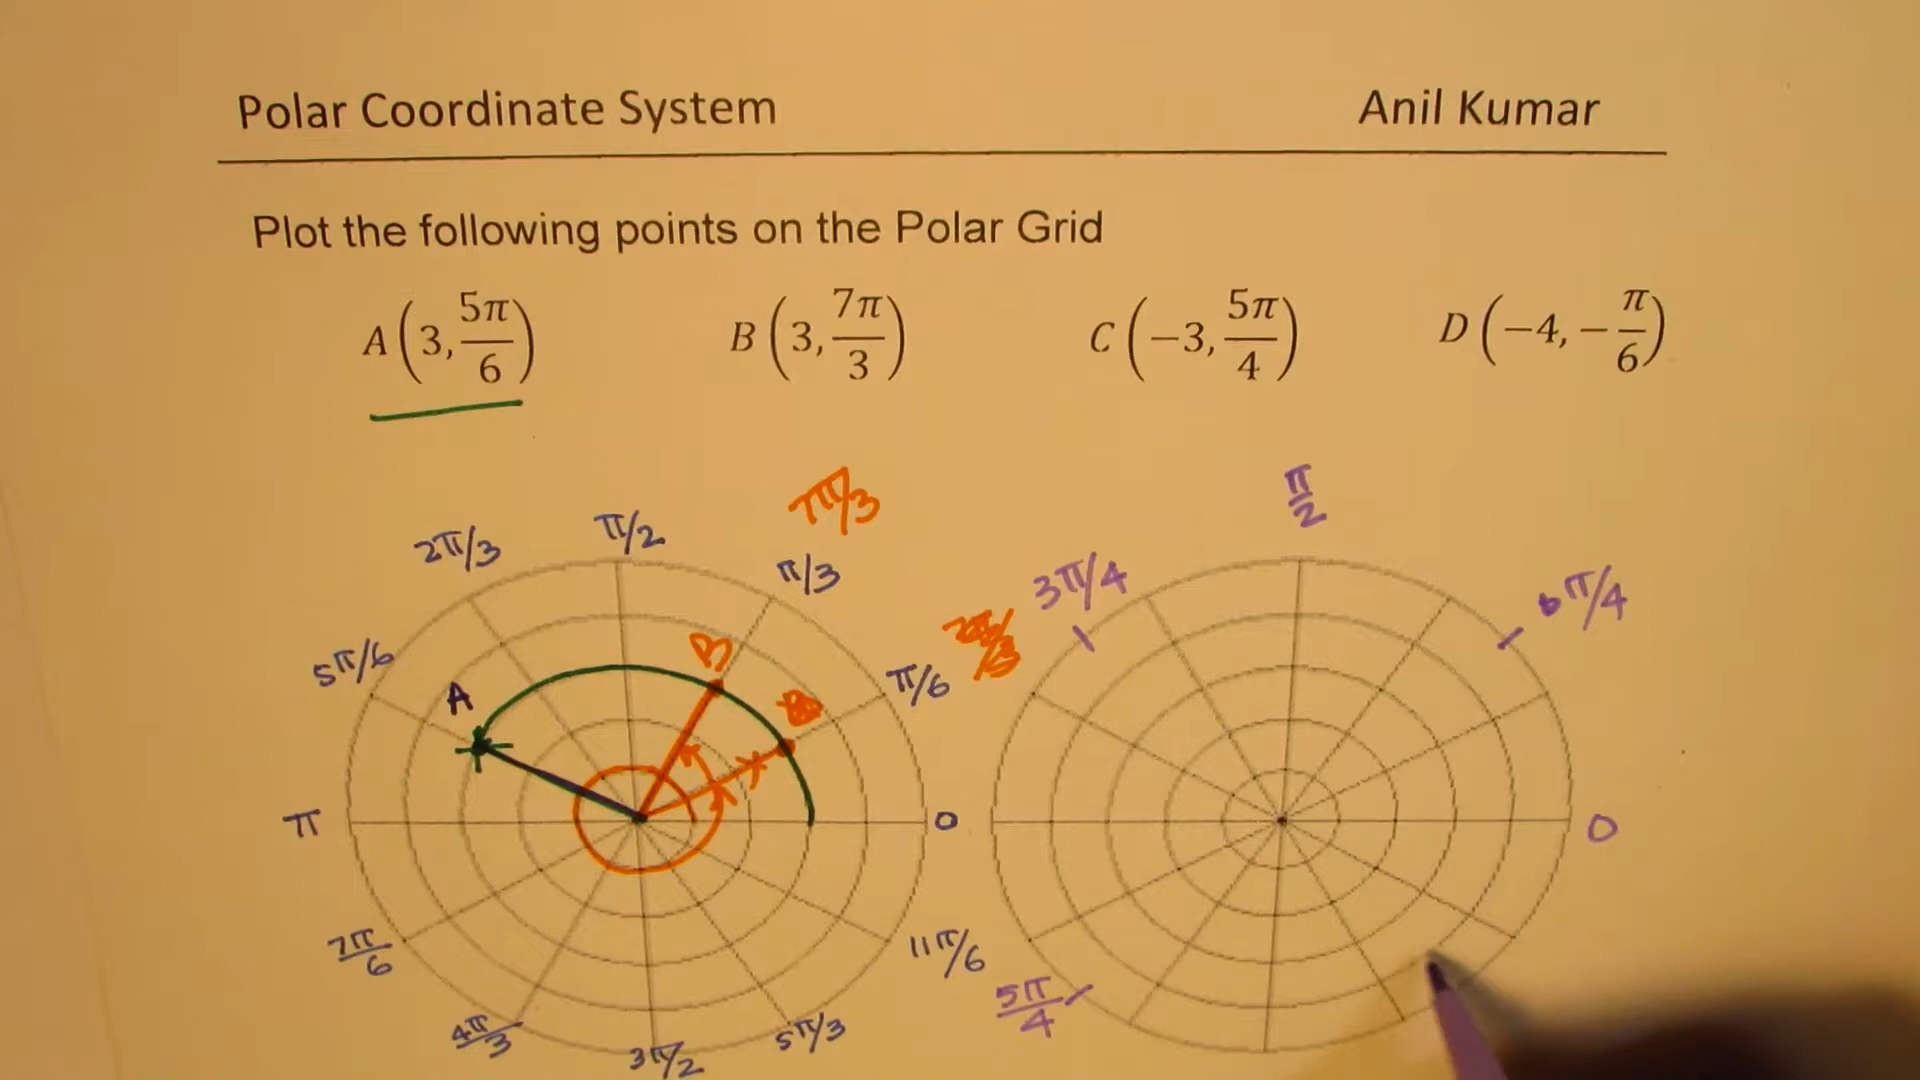 Polar Coordinate System Anil Kumar
Plot the following points on the Polar Grid
A (3, 5π/6) B (3, 7π/3) C (−3, 5π/4) D (−4, −π/6)
π/2
7π/3
2π/3
π/2
π/3
3π/4
π/4
5π/6
A
B
π/6
π
0
0
7π/6
11π/6
5π/4
4π/3
3π/2
5π/3